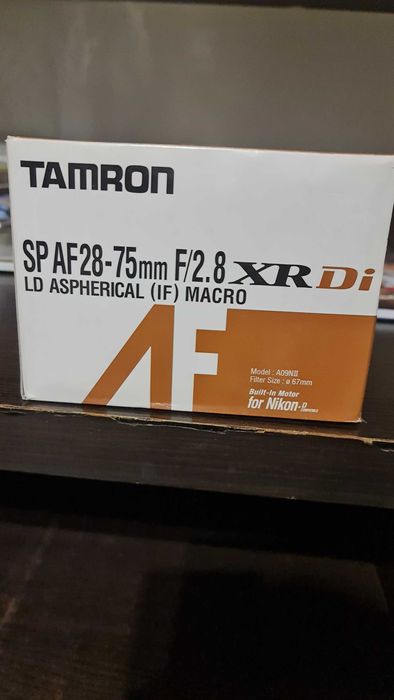 TAMRON
SP AF28-75mm F/2.8 XR Di
LD ASPHERICAL (IF) MACRO
AF
Model : A09NII
Filter Size : ø 67mm
Built-In Motor
for Nikon-D